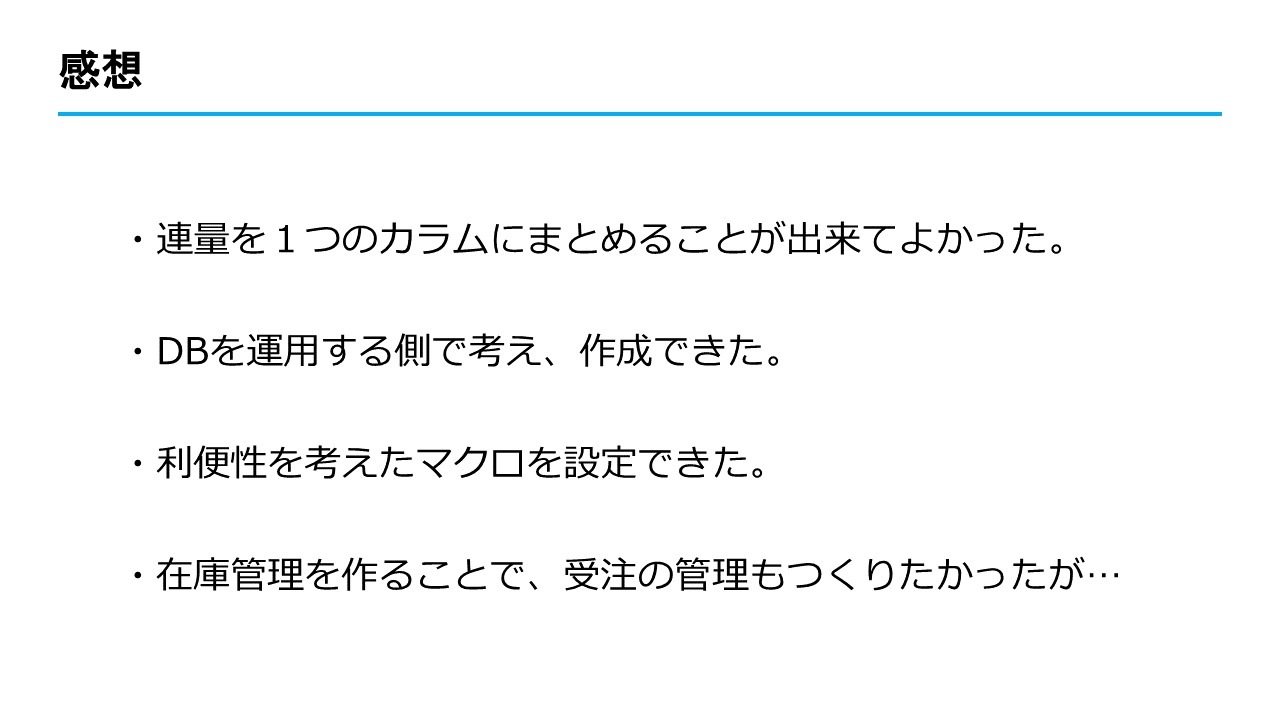 感想
・連量を１つのカラムにまとめることが出来てよかった。
・DBを運用する側で考え、作成できた。
・利便性を考えたマクロを設定できた。
・在庫管理を作ることで、受注の管理もつくりたかったが…